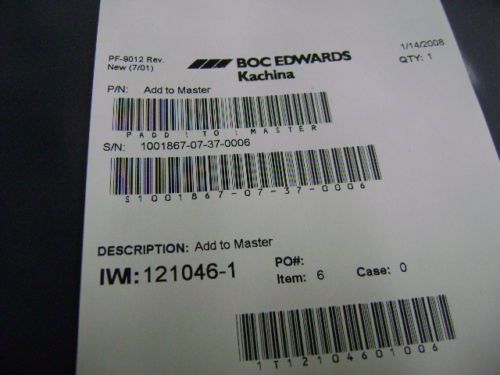 PF-9012 Rev.
New (7/01)
BOC EDWARDS
Kachina
1/14/2008
QTY: 1
P/N: Add to Master
PADD!TO!MASTER
S/N: 1001867-07-37-0006
S1001867-07-37-0006
DESCRIPTION: Add to Master
IWI: 121046-1
PO#:
Item: 6 Case: 0
1T12104601006